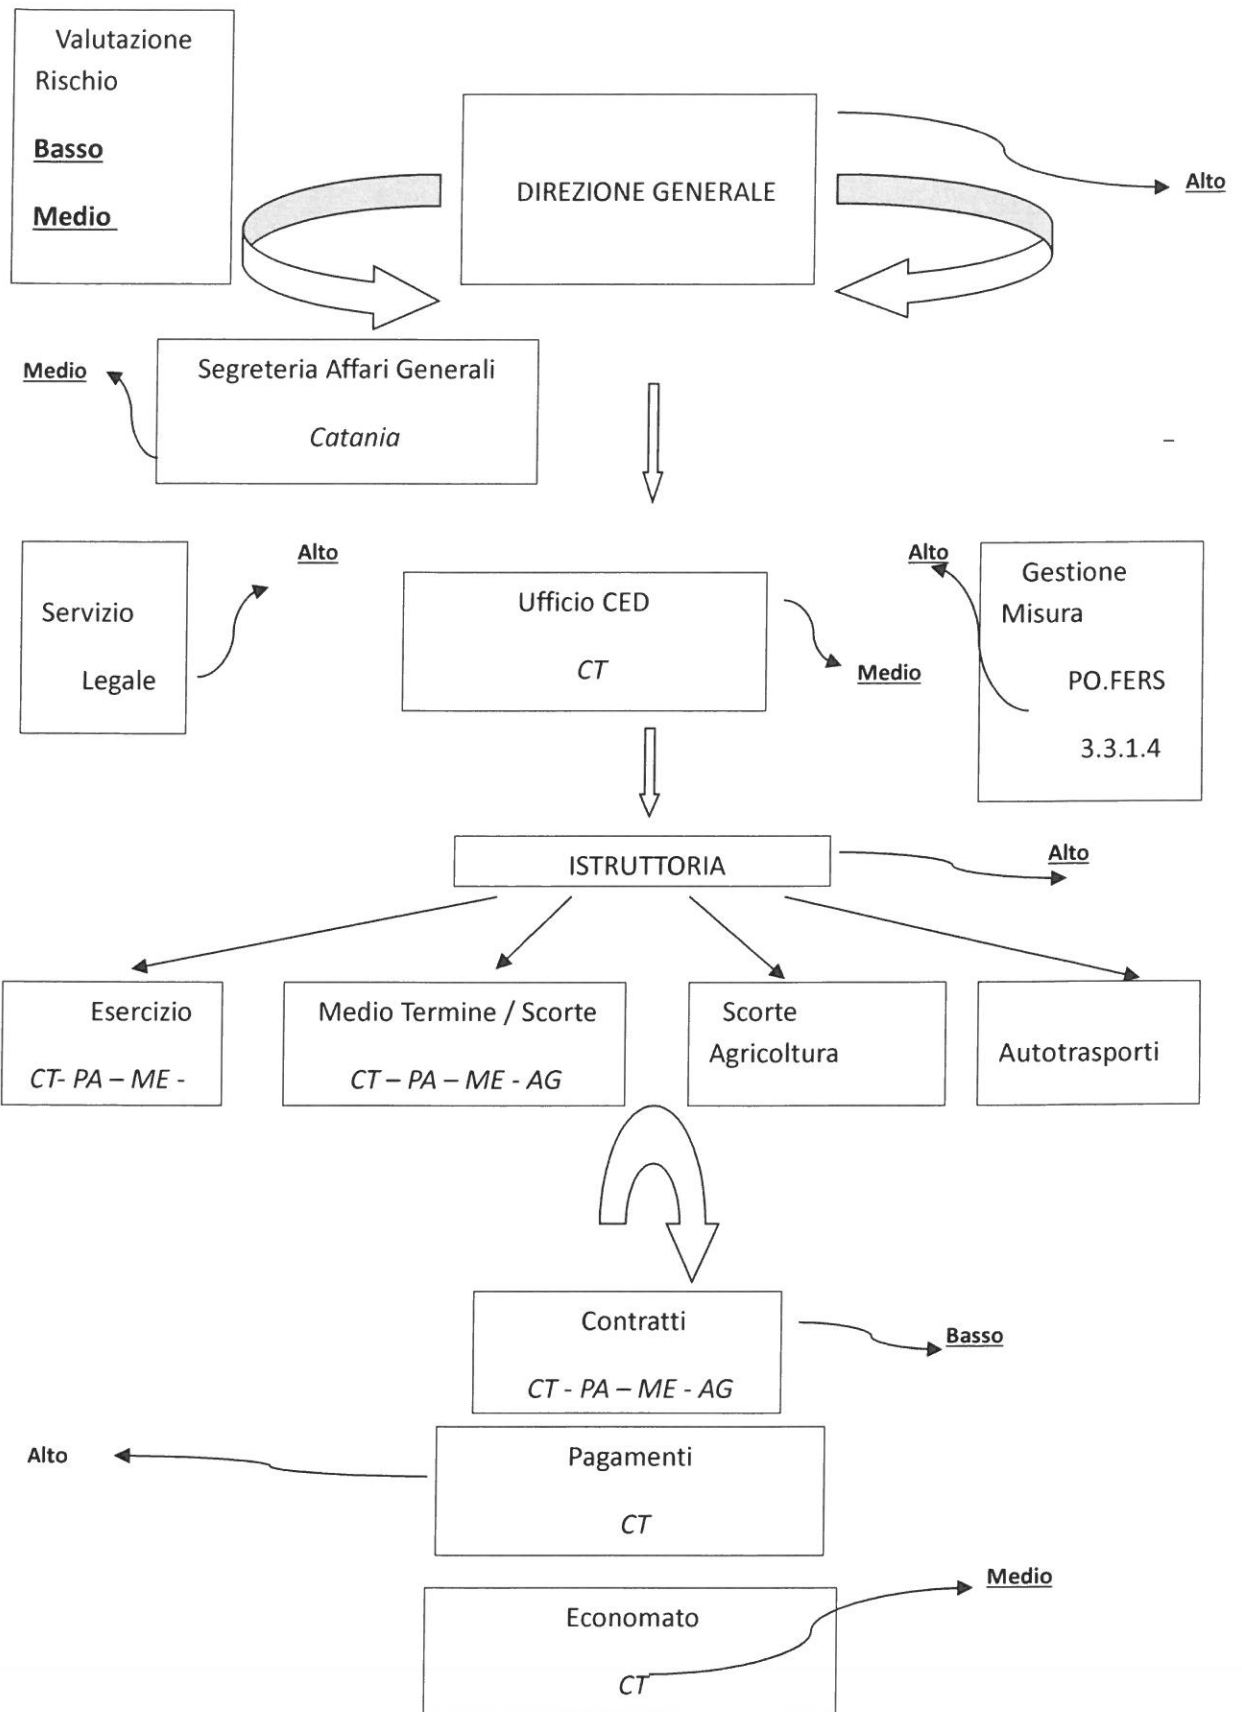 Valutazione
Rischio
Basso
Medio
DIREZIONE GENERALE
Alto
Segreteria Affari Generali
Catania
Medio
Servizio
Legale
Alto
Ufficio CED
CT
Medio
Alto
Gestione
Misura
PO.FERS
3.3.1.4
ISTRUTTORIA
Alto
Esercizio
CT- PA – ME -
Medio Termine / Scorte
CT – PA – ME - AG
Scorte
Agricoltura
Autotrasporti
Contratti
CT - PA – ME - AG
Basso
Alto
Pagamenti
CT
Economato
CT
Medio